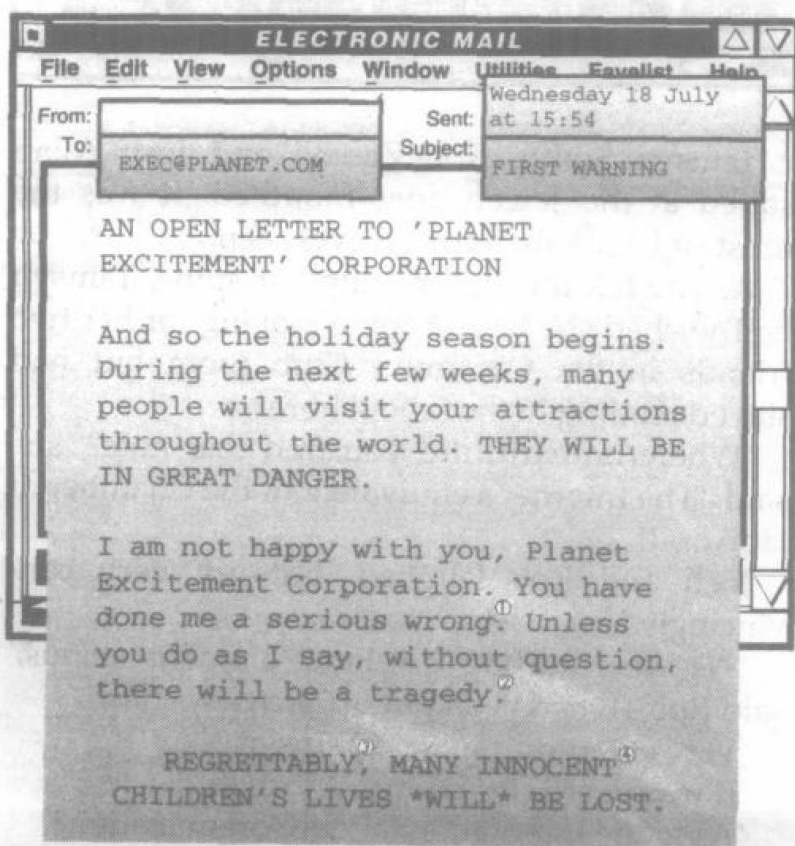 ELECTRONIC MAIL
File Edit View Options Window Utilities Favalist Help
From:
Sent: Wednesday 18 July
at 15:54
To: EXEC@PLANET.COM
Subject: FIRST WARNING
AN OPEN LETTER TO 'PLANET
EXCITEMENT' CORPORATION
And so the holiday season begins.
During the next few weeks, many
people will visit your attractions
throughout the world. THEY WILL BE
IN GREAT DANGER.
I am not happy with you, Planet
Excitement Corporation. You have
done me a serious wrong.① Unless
you do as I say, without question,
there will be a tragedy.②
REGRETTABLY③, MANY INNOCENT④
CHILDREN'S LIVES *WILL* BE LOST.